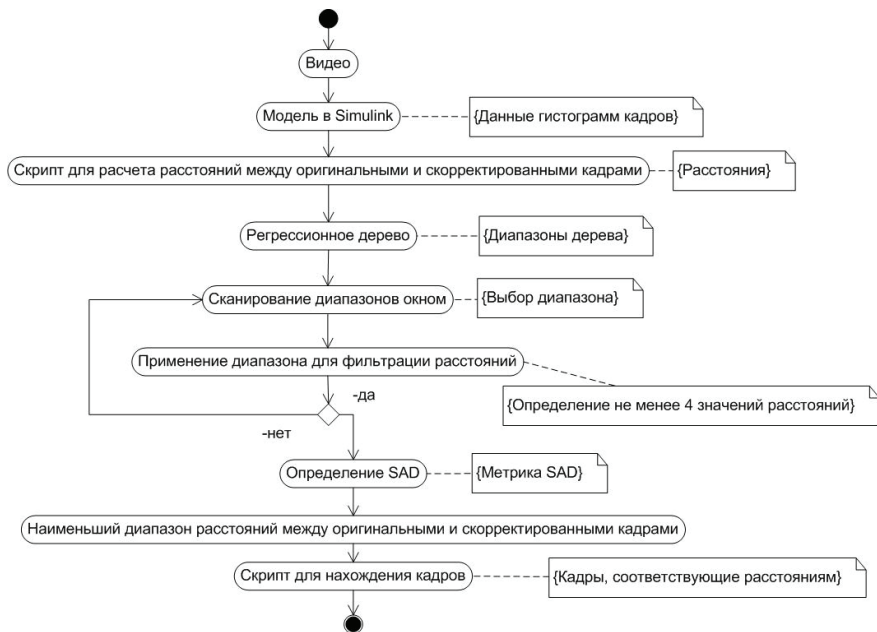 Видео
Модель в Simulink
{Данные гистограмм кадров}
Скрипт для расчета расстояний между оригинальными и скорректированными кадрами
{Расстояния}
Регрессионное дерево
{Диапазоны дерева}
Сканирование диапазонов окном
{Выбор диапазона}
Применение диапазона для фильтрации расстояний
{Определение не менее 4 значений расстояний}
-да
-нет
Определение SAD
{Метрика SAD}
Наименьший диапазон расстояний между оригинальными и скорректированными кадрами
Скрипт для нахождения кадров
{Кадры, соответствующие расстояниям}